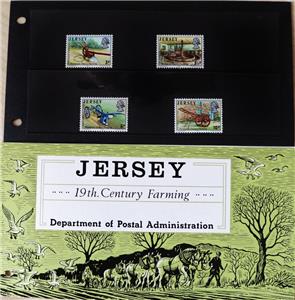 JERSEY
JERSEY
JERSEY
JERSEY
JERSEY
19th. Century Farming
Department of Postal Administration